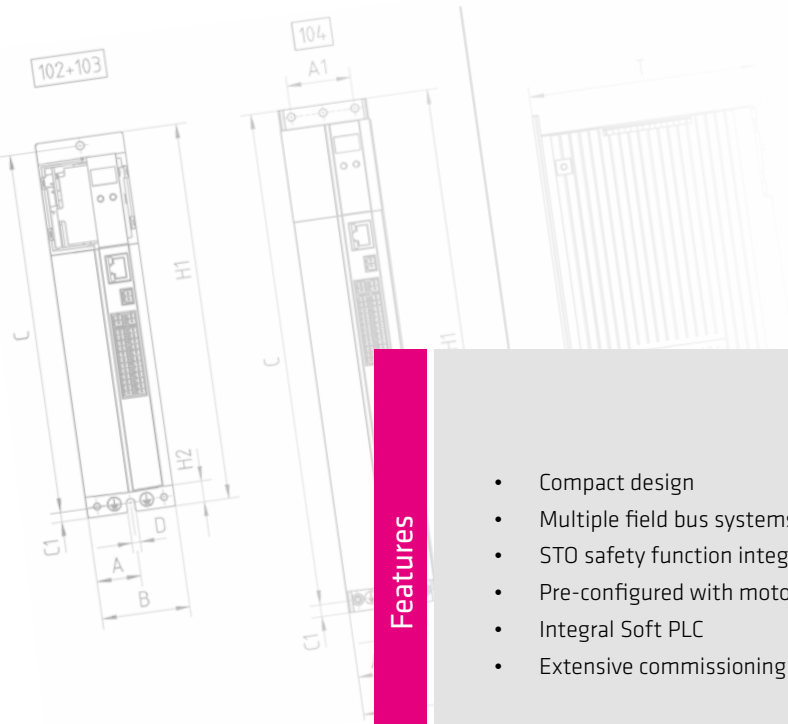 102+103
104
A1
T
H1
C
C
H1
H2
D
C1
A
B
C1
Features
• Compact design
• Multiple field bus systems
• STO safety function integ
• Pre-configured with moto
• Integral Soft PLC
• Extensive commissioning